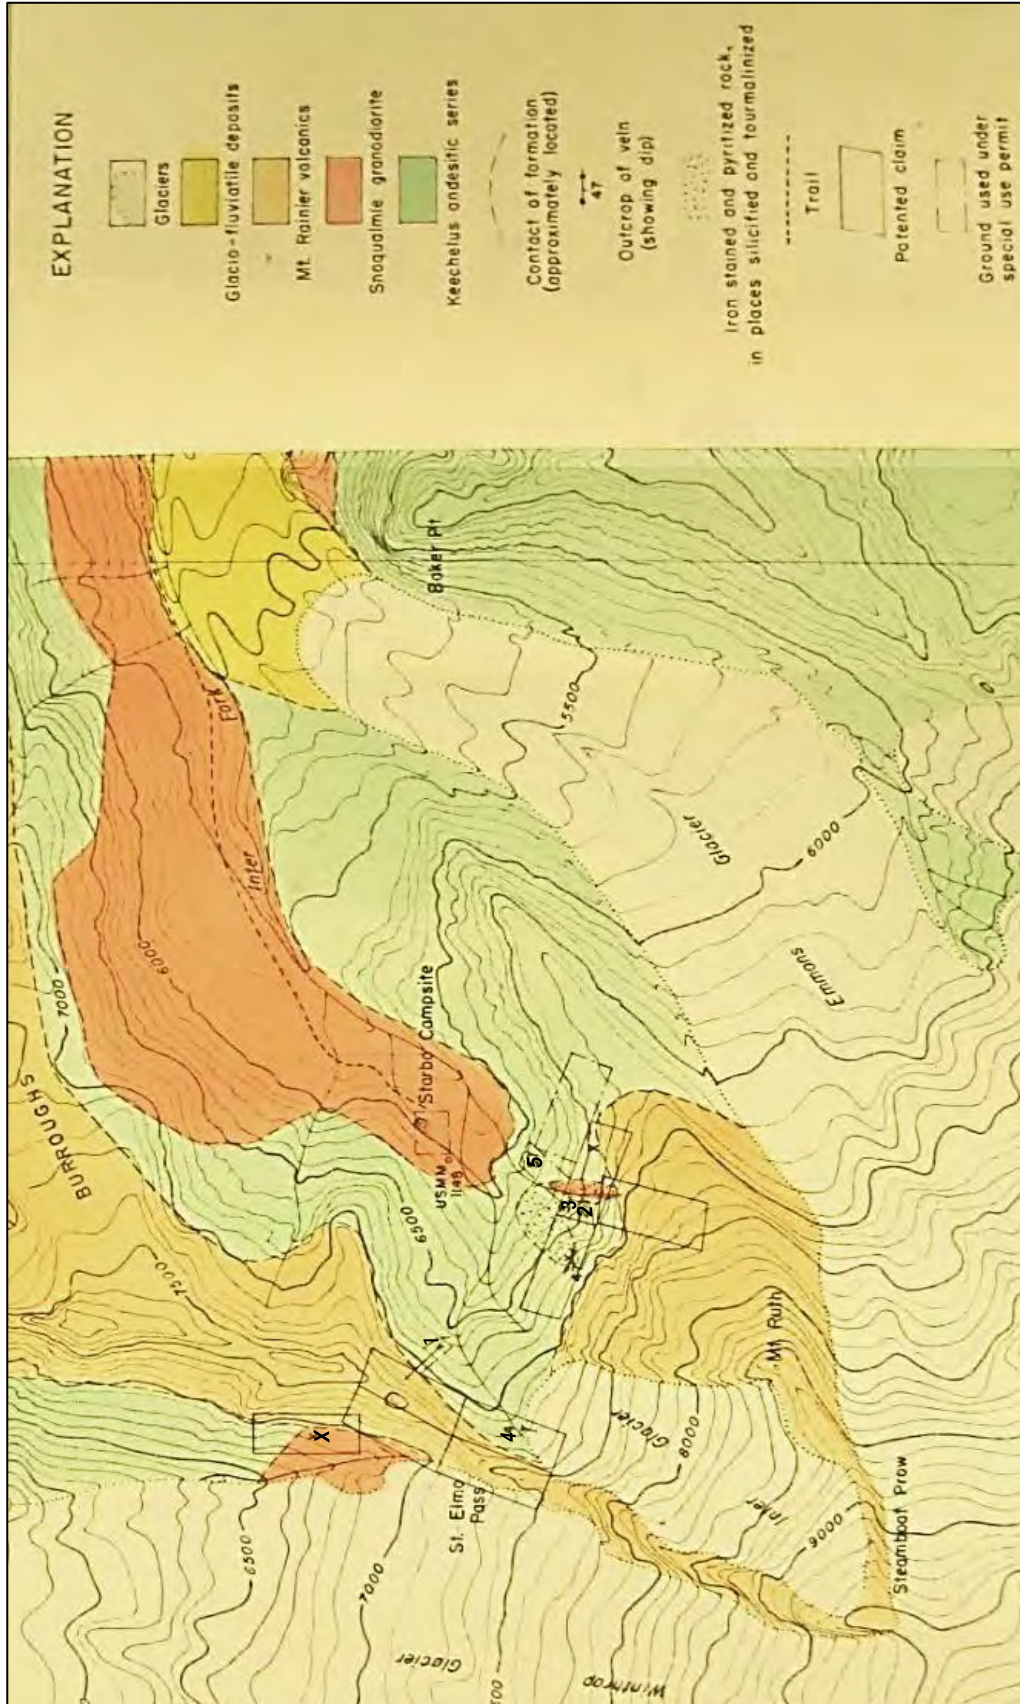 EXPLANATION
Glaciers
Glacio-fluviatile deposits
Mt. Rainier volcanics
Snoqualmie granodiorite
Keechelus andesitic series
Contact of formation
(approximately located)
47
Outcrop of vein
(showing dip)
Iron stained and pyritized rock,
in places silicified and tourmalinized
Trail
Patented claim
Ground used under
special use permit
BURROUGHS
7000
6000
7500
Fork
Inter
Baker Pt
5500
Glacier
6000
Emmons
Starbo Campsite
USMM
1148
6500
5
3
2
1
4
X
X
St. Elmo
Pass
6500
7000
Glacier
Winthrop
Mt. Ruth
Glacier
Inter
8000
9000
Steamboat Prow